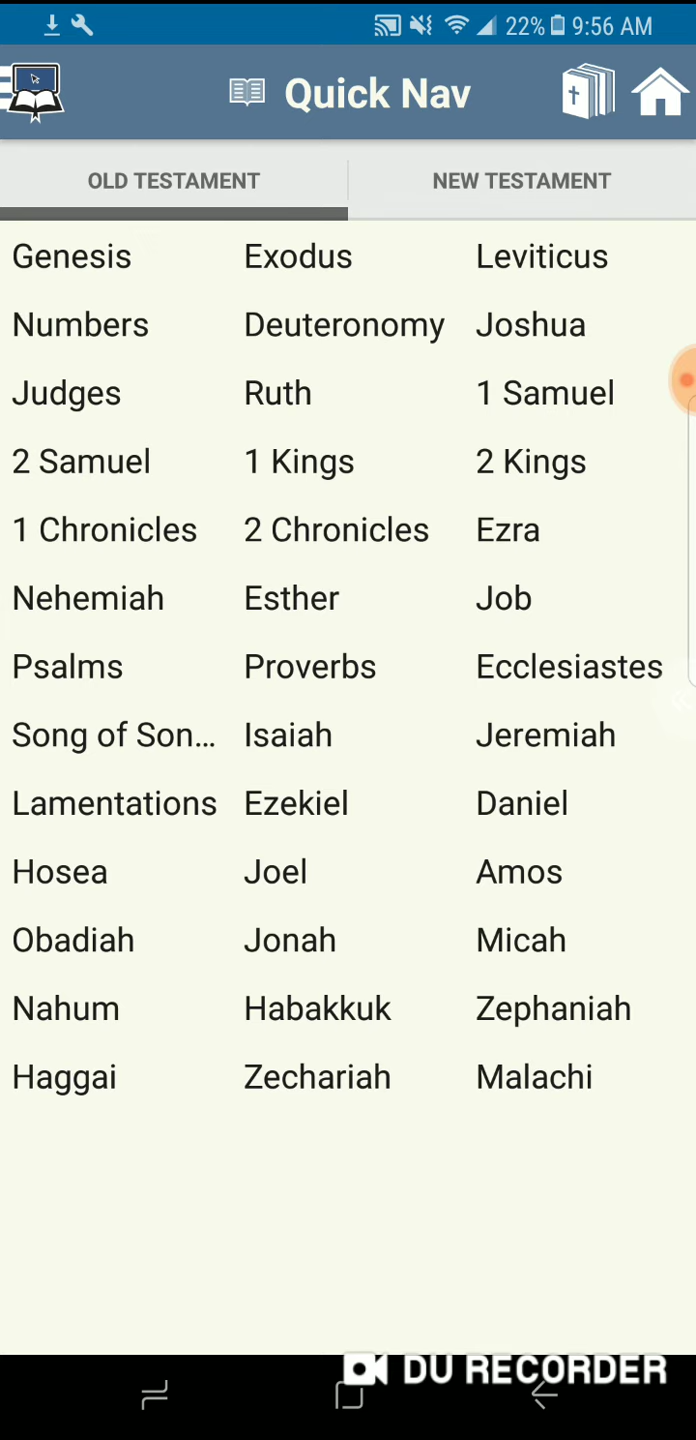 22% 9:56 AM
Quick Nav
OLD TESTAMENT NEW TESTAMENT
Genesis Exodus Leviticus
Numbers Deuteronomy Joshua
Judges Ruth 1 Samuel
2 Samuel 1 Kings 2 Kings
1 Chronicles 2 Chronicles Ezra
Nehemiah Esther Job
Psalms Proverbs Ecclesiastes
Song of Son... Isaiah Jeremiah
Lamentations Ezekiel Daniel
Hosea Joel Amos
Obadiah Jonah Micah
Nahum Habakkuk Zephaniah
Haggai Zechariah Malachi
DU RECORDER